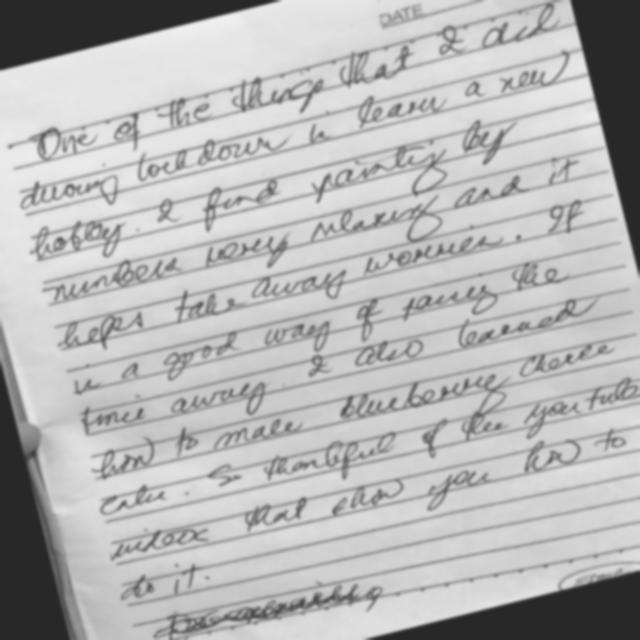 DATE
One of the things that I did
during lockdown is learn a new
hobby. I find painting by
numbers very relaxing and it
helps take away worries. It
is a good way of passing the
time away. I also learned
how to make blueberry cheese
cake. So thankful of the youtube
videos that show you how to
do it.